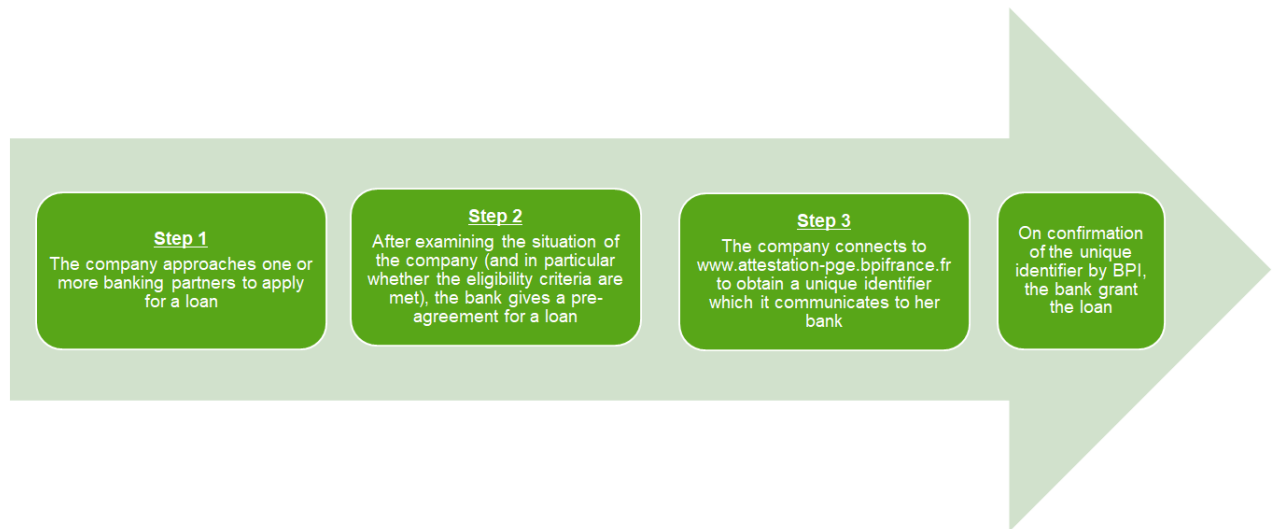 Step 1
The company approaches one or
more banking partners to apply
for a loan
Step 2
After examining the situation of
the company (and in particular
whether the eligibility criteria are
met), the bank gives a pre-
agreement for a loan
Step 3
The company connects to
www.attestation-pge.bpifrance.fr
to obtain a unique identifier
which it communicates to her
bank
On confirmation
of the unique
identifier by BPI,
the bank grant
the loan